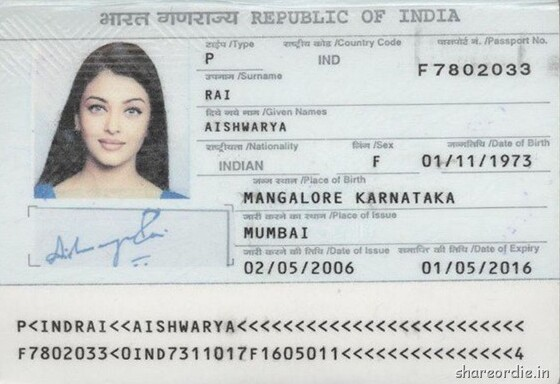 भारत गणराज्य REPUBLIC OF INDIA
टाइप /Type राष्ट्रीय कोड /Country Code पासपोर्ट नं. /Passport No.
P IND F7802033
उपनाम /Surname
RAI
दिये गये नाम /Given Names
AISHWARYA
राष्ट्रीयता /Nationality लिंग /Sex जन्मतिथि /Date of Birth
INDIAN F 01/11/1973
जन्म स्थान /Place of Birth
MANGALORE KARNATAKA
जारी करने का स्थान /Place of Issue
MUMBAI
जारी करने की तिथि /Date of Issue समाप्ति की तिथि /Date of Expiry
02/05/2006 01/05/2016
P<INDRAI<<AISHWARYA<<<<<<<<<<<<<<<<<<<<<<<<<
F7802033<0IND7311017F1605011<<<<<<<<<<<<<<<4
shareordie.in